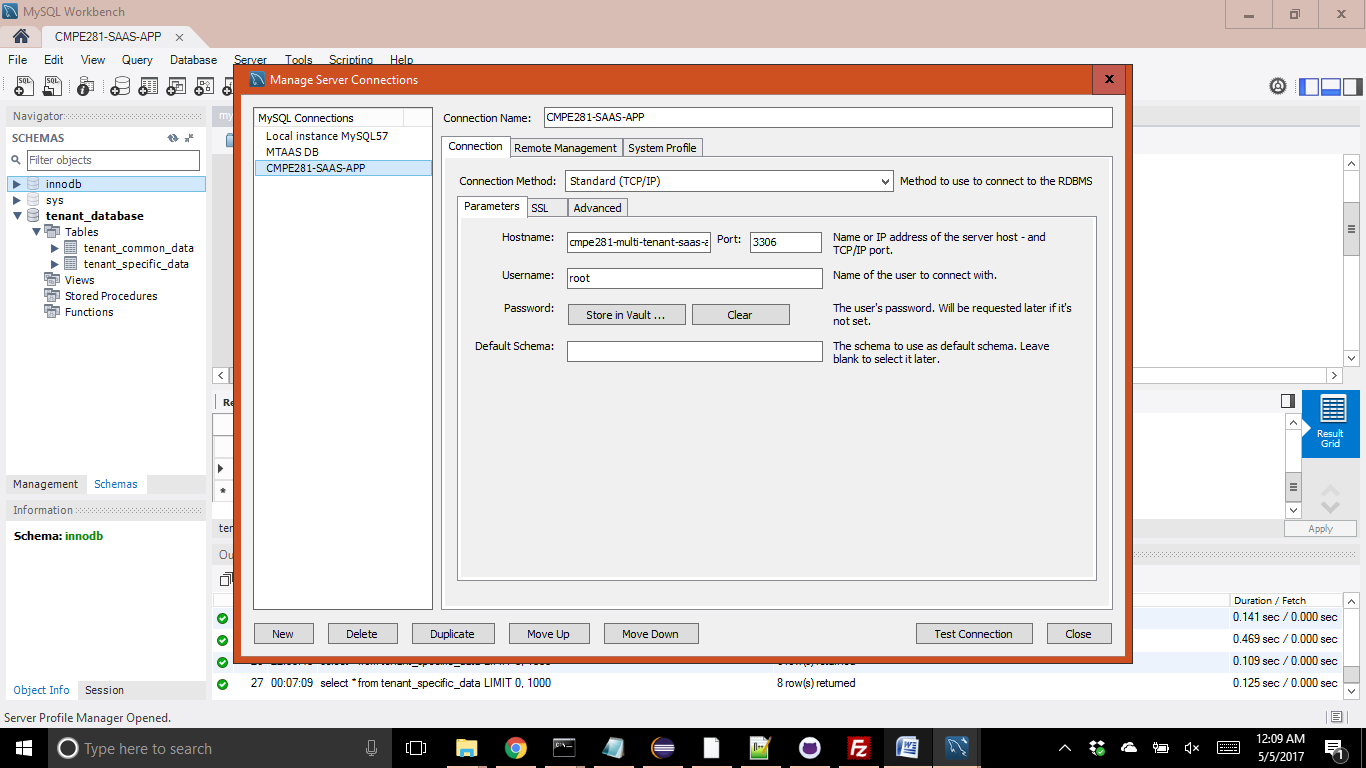 MySQL Workbench
CMPE281-SAAS-APP
File Edit View Query Database Server Tools Scripting Help
SQL SQL
Navigator
SCHEMAS
Filter objects
innodb
sys
tenant_database
Tables
tenant_common_data
tenant_specific_data
Views
Stored Procedures
Functions
Management Schemas
Information
Schema: innodb
Object Info Session
Manage Server Connections
MySQL Connections
Local instance MySQL57
MTAAS DB
CMPE281-SAAS-APP
Connection Name: CMPE281-SAAS-APP
Connection Remote Management System Profile
Connection Method: Standard (TCP/IP) Method to use to connect to the RDBMS
Parameters SSL Advanced
Hostname: cmpe281-multi-tenant-saas-a Port: 3306 Name or IP address of the server host - and
TCP/IP port.
Username: root Name of the user to connect with.
Password: Store in Vault ... Clear The user's password. Will be requested later if it's
not set.
Default Schema: The schema to use as default schema. Leave
blank to select it later.
New Delete Duplicate Move Up Move Down Test Connection Close
Result
Grid
Apply
Duration / Fetch
0.141 sec / 0.000 sec
0.469 sec / 0.000 sec
0.109 sec / 0.000 sec
27 00:07:09 select * from tenant_specific_data LIMIT 0, 1000 8 row(s) returned 0.125 sec / 0.000 sec
Server Profile Manager Opened.
Type here to search
12:09 AM
5/5/2017
1